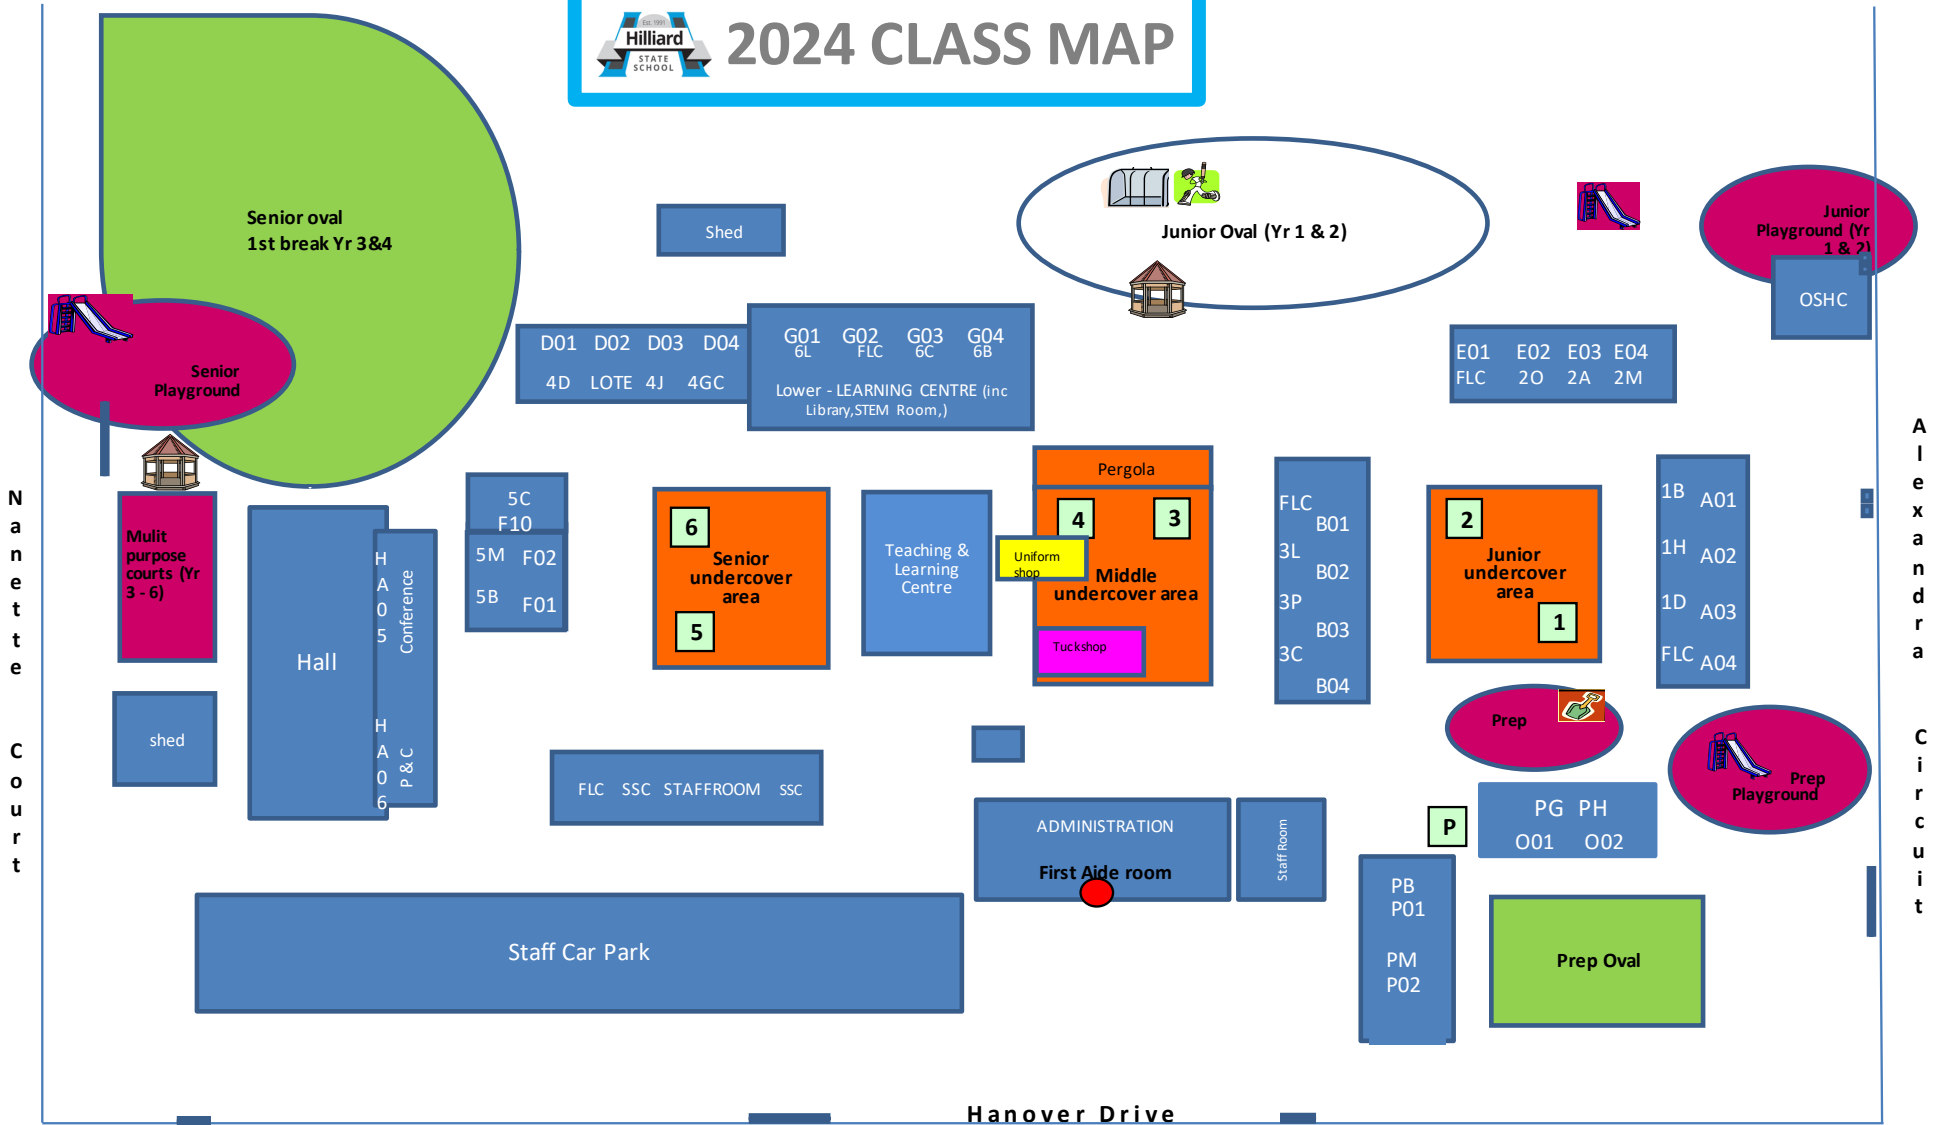 Est. 1991
Hilliard
STATE
SCHOOL
2024 CLASS MAP
Senior oval
1st break Yr 3&4
Shed
Junior Oval (Yr 1 & 2)
Junior
Playground (Yr
1 & 2)
OSHC
Senior
Playground
D01 D02 D03 D04
4D LOTE 4J 4GC
G01 G02 G03 G04
6L FLC 6C 6B
Lower - LEARNING CENTRE (inc
Library,STEM Room,)
E01 E02 E03 E04
FLC 2O 2A 2M
Nanette Court
Alexandra Circuit
Mulit
purpose
courts (Yr
3 - 6)
Hall
HA05
Conference
HA06
P & C
5C
F10
5M F02
5B F01
6
Senior
undercover
area
5
Teaching &
Learning
Centre
Pergola
4
3
Uniform
shop
Middle
undercover area
Tuckshop
FLC
B01
3L
B02
3P
B03
3C
B04
2
Junior
undercover
area
1
1B A01
1H A02
1D A03
FLC A04
shed
FLC SSC STAFFROOM SSC
Prep
Prep
Playground
ADMINISTRATION
First Aide room
Staff Room
P
PG PH
O01 O02
PB
P01
PM
P02
Prep Oval
Staff Car Park
Hanover Drive